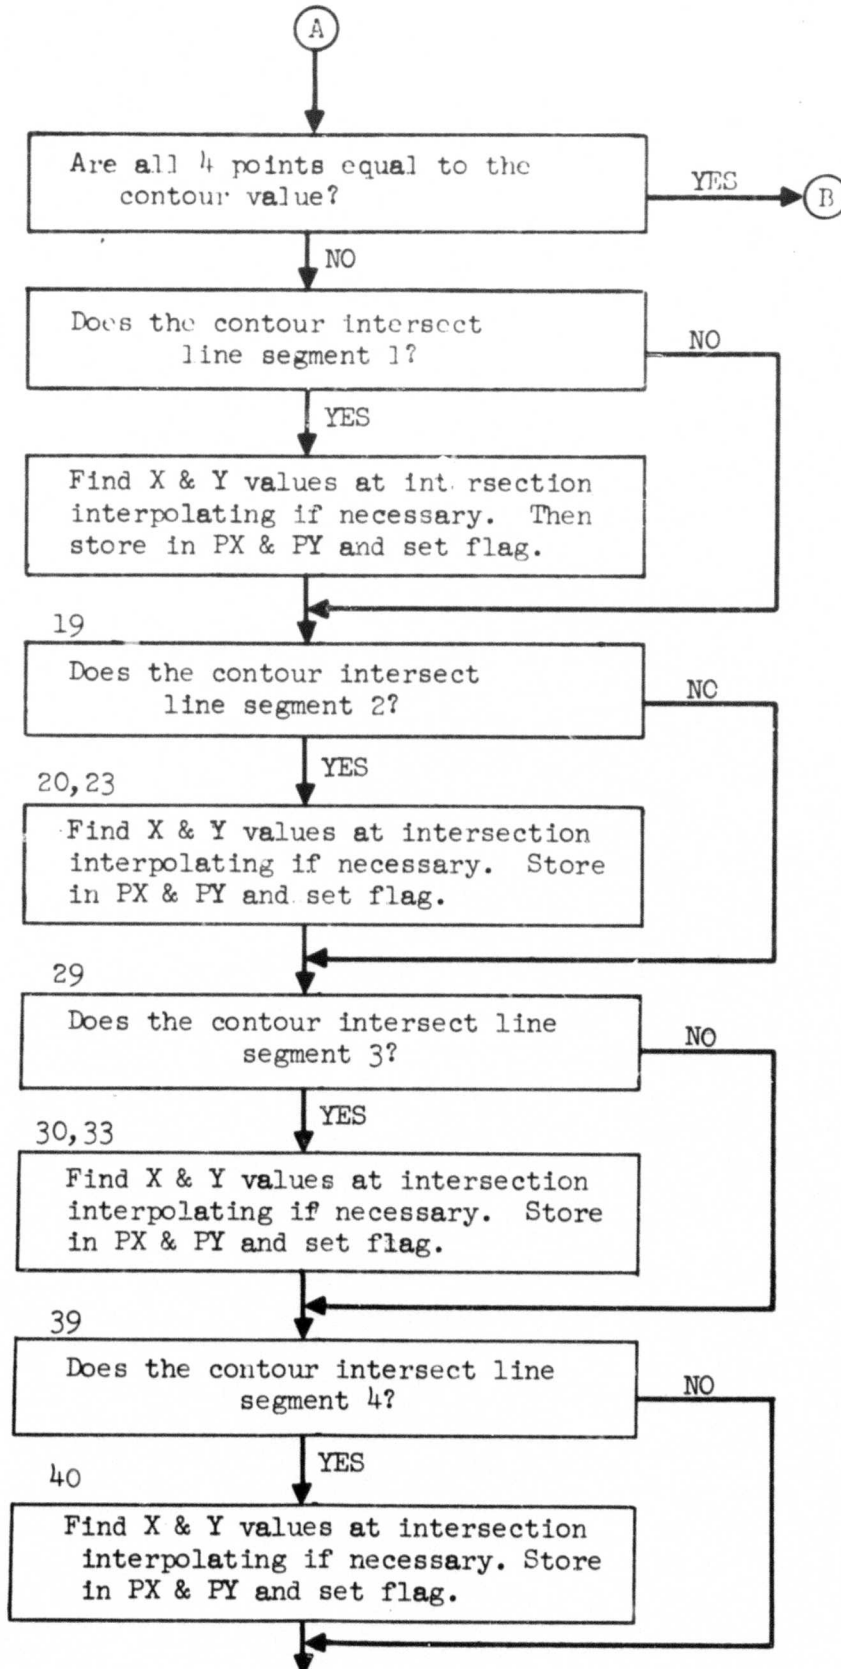 A
Are all 4 points equal to the
contour value?
YES
B
NO
Does the contour intersect
line segment 1?
NO
YES
Find X & Y values at int rsection
interpolating if necessary. Then
store in PX & PY and set flag.
19
Does the contour intersect
line segment 2?
NO
YES
20,23
Find X & Y values at intersection
interpolating if necessary. Store
in PX & PY and set flag.
29
Does the contour intersect line
segment 3?
NO
YES
30,33
Find X & Y values at intersection
interpolating if necessary. Store
in PX & PY and set flag.
39
Does the contour intersect line
segment 4?
NO
YES
40
Find X & Y values at intersection
interpolating if necessary. Store
in PX & PY and set flag.